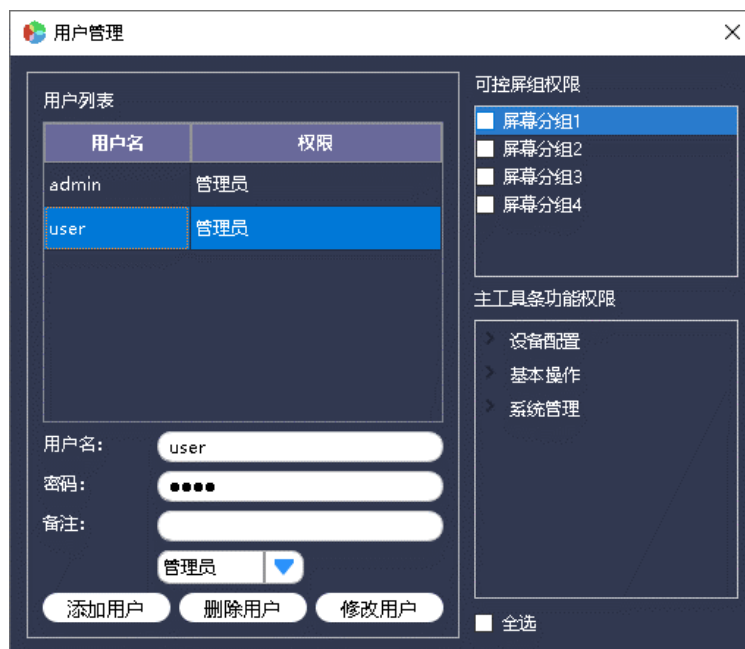 用户管理
用户列表
用户名 权限
admin 管理员
user 管理员
用户名: user
密码: ●●●●
备注:
管理员
添加用户 删除用户 修改用户
可控屏组权限
屏幕分组1
屏幕分组2
屏幕分组3
屏幕分组4
主工具条功能权限
设备配置
基本操作
系统管理
全选